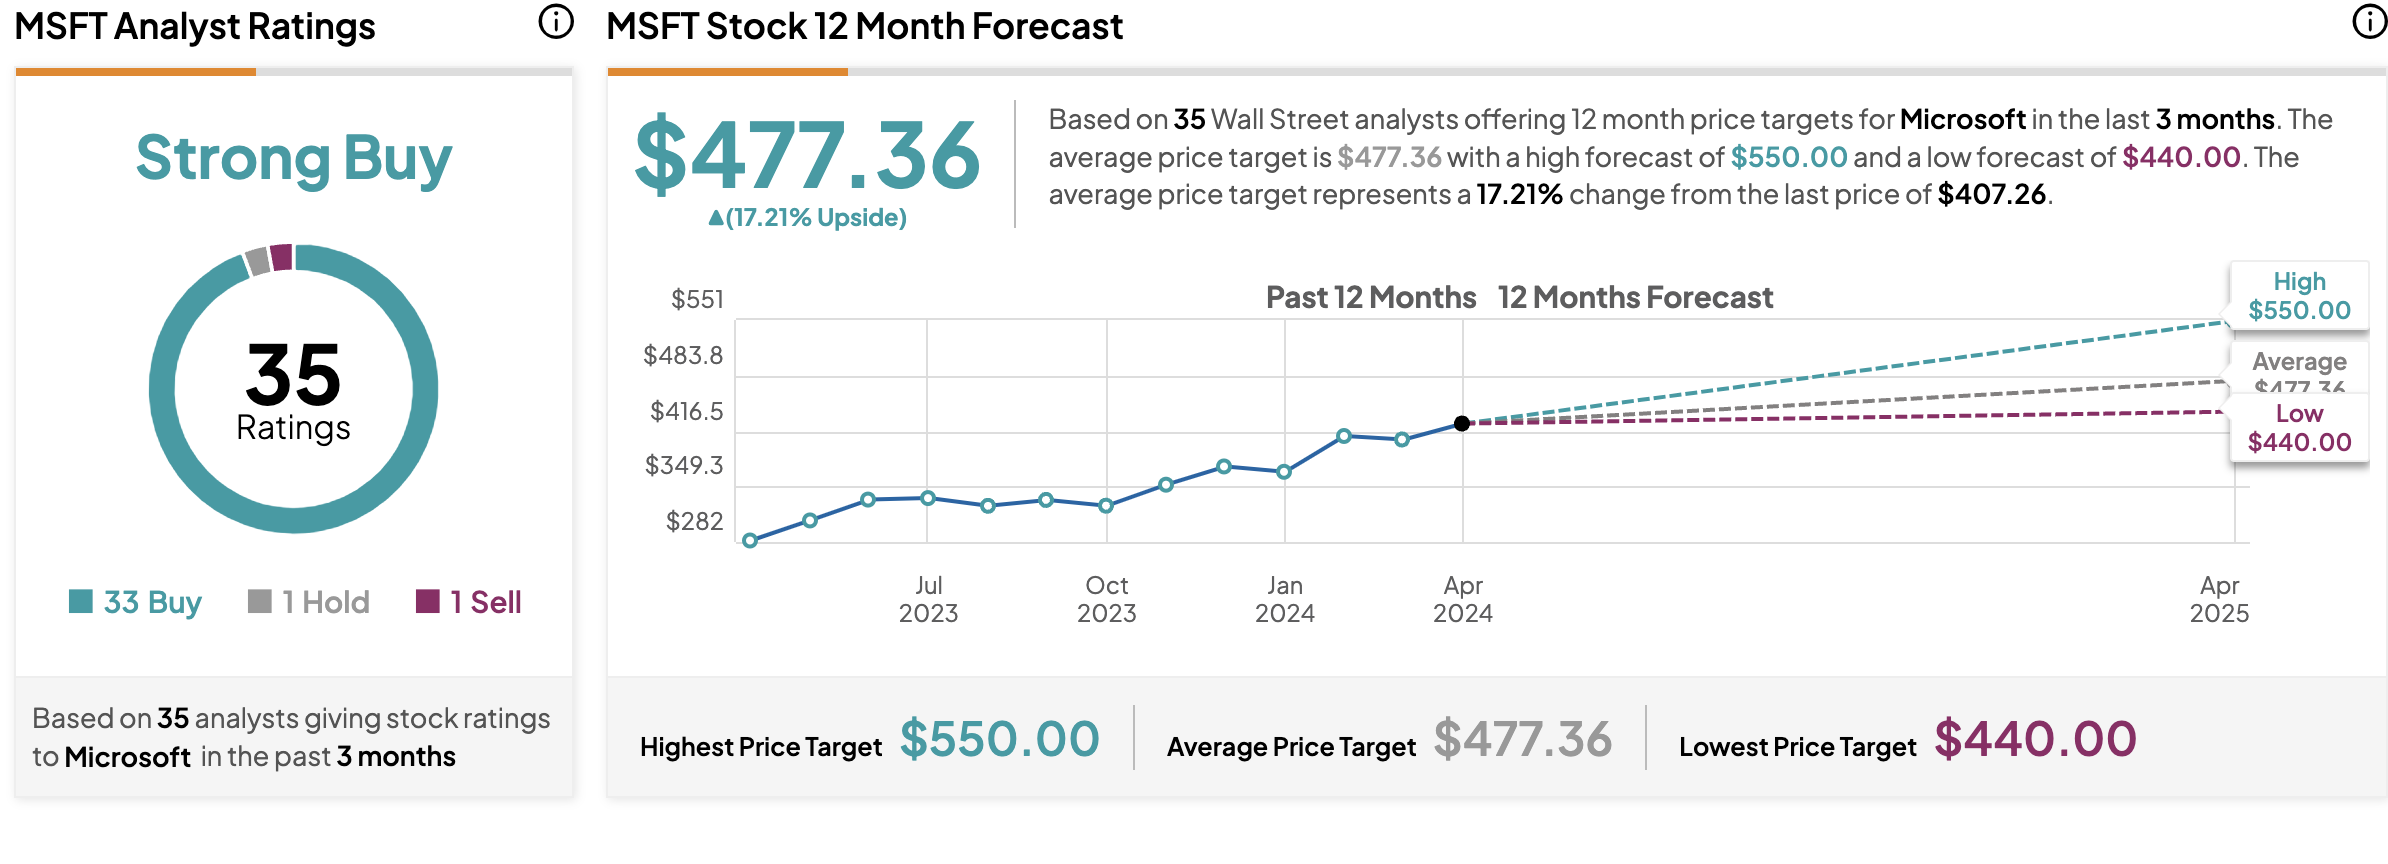 MSFT Analyst Ratings
Strong Buy
35
Ratings
33 Buy
1 Hold
1 Sell
Based on 35 analysts giving stock ratings
to Microsoft in the past 3 months
MSFT Stock 12 Month Forecast
$477.36
▲(17.21% Upside)
Based on 35 Wall Street analysts offering 12 month price targets for Microsoft in the last 3 months. The
average price target is $477.36 with a high forecast of $550.00 and a low forecast of $440.00. The
average price target represents a 17.21% change from the last price of $407.26.
Past 12 Months
12 Months Forecast
$551
$483.8
$416.5
$349.3
$282
High
$550.00
Average
$477.36
Low
$440.00
Jul
2023
Oct
2023
Jan
2024
Apr
2024
Apr
2025
Highest Price Target $550.00
Average Price Target $477.36
Lowest Price Target $440.00